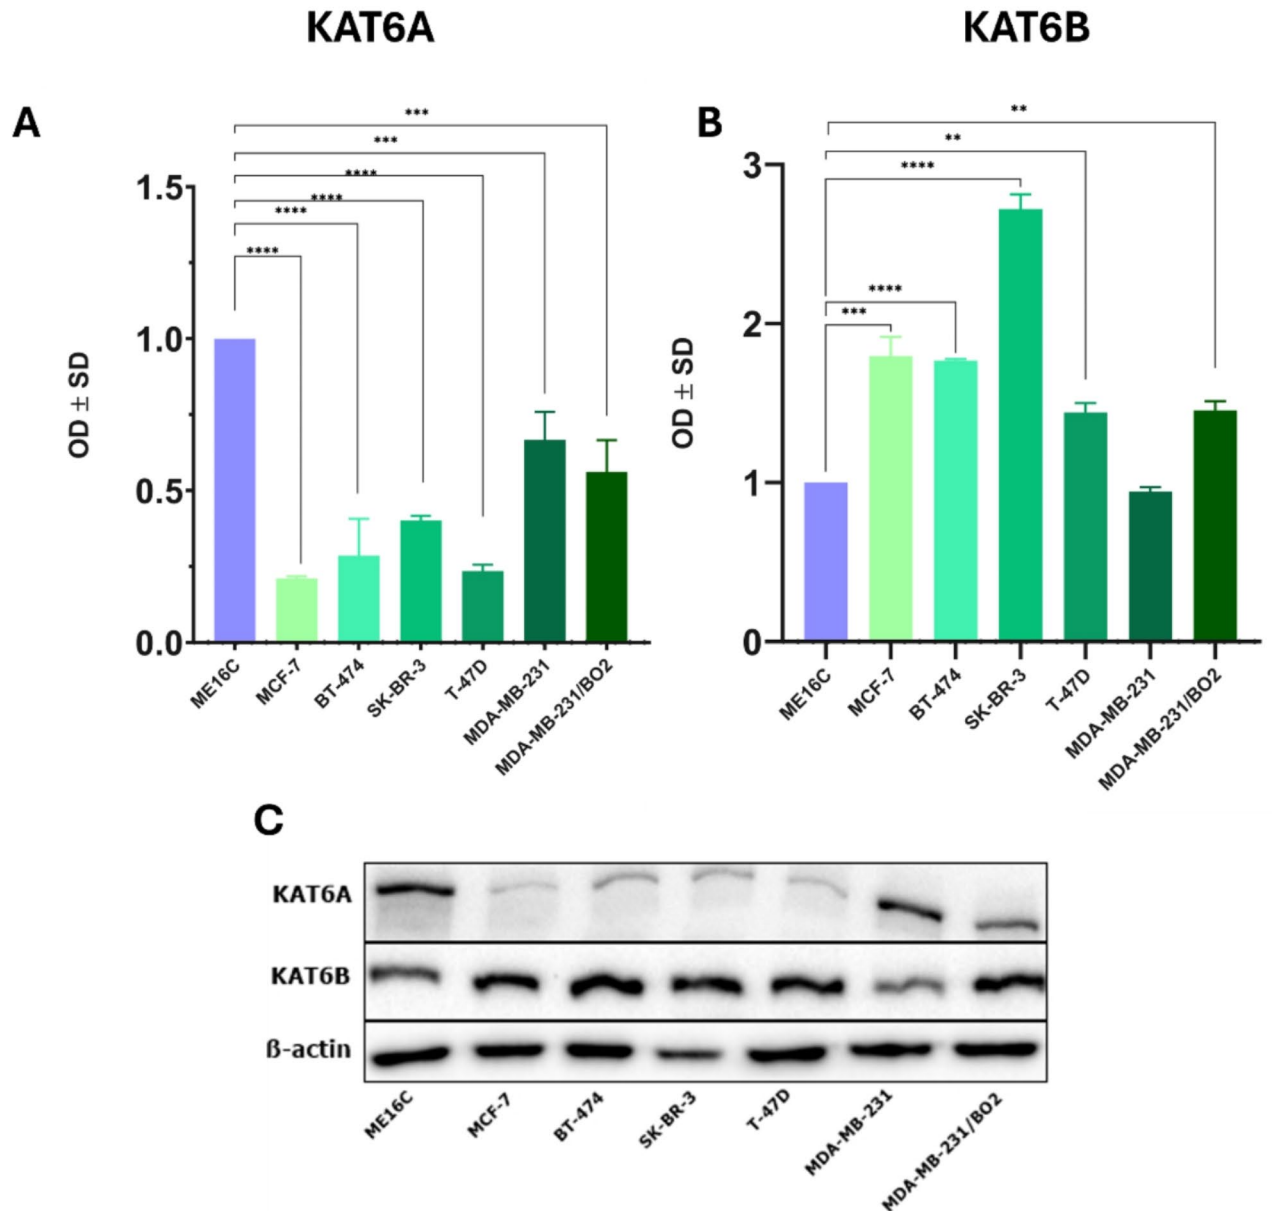 KAT6A
KAT6B
A
***
***
****
****
****
****
1.5
1.0
0.5
0.0
OD ± SD
ME16C
MCF-7
BT-474
SK-BR-3
T-47D
MDA-MB-231
MDA-MB-231/BO2
B
**
**
****
****
***
3
2
1
0
OD ± SD
ME16C
MCF-7
BT-474
SK-BR-3
T-47D
MDA-MB-231
MDA-MB-231/BO2
C
KAT6A
KAT6B
ß-actin
ME16C
MCF-7
BT-474
SK-BR-3
T-47D
MDA-MB-231
MDA-MB-231/BO2